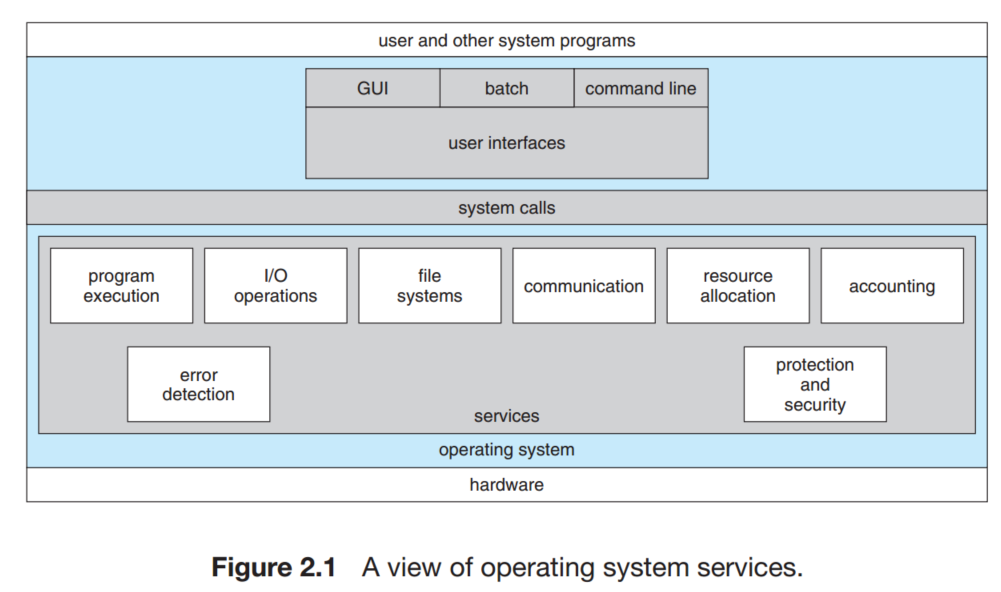 user and other system programs
GUI
batch
command line
user interfaces
system calls
program
execution
I/O
operations
file
systems
communication
resource
allocation
accounting
error
detection
protection
and
security
services
operating system
hardware
Figure 2.1 A view of operating system services.